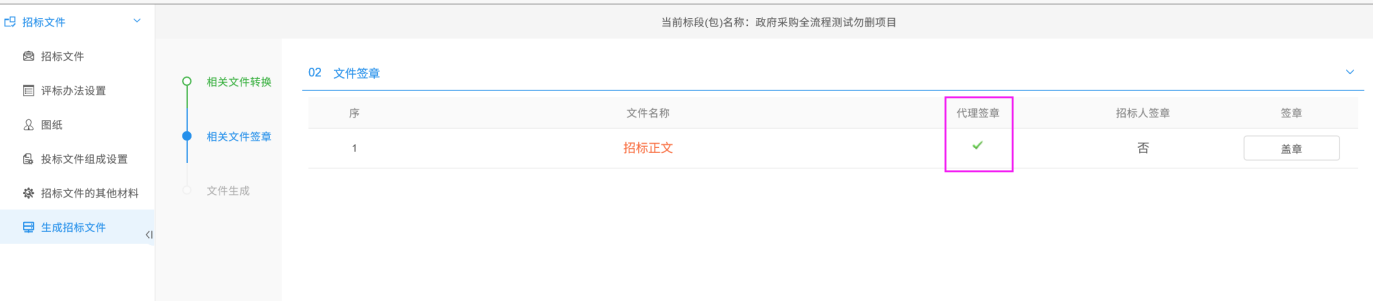 招标文件
当前标段(包)名称：政府采购全流程测试勿删项目
招标文件
评标办法设置
图纸
投标文件组成设置
招标文件的其他材料
生成招标文件
相关文件转换
相关文件签章
文件生成
02 文件签章
序 文件名称 代理签章 招标人签章 签章
1 招标正文 否 盖章